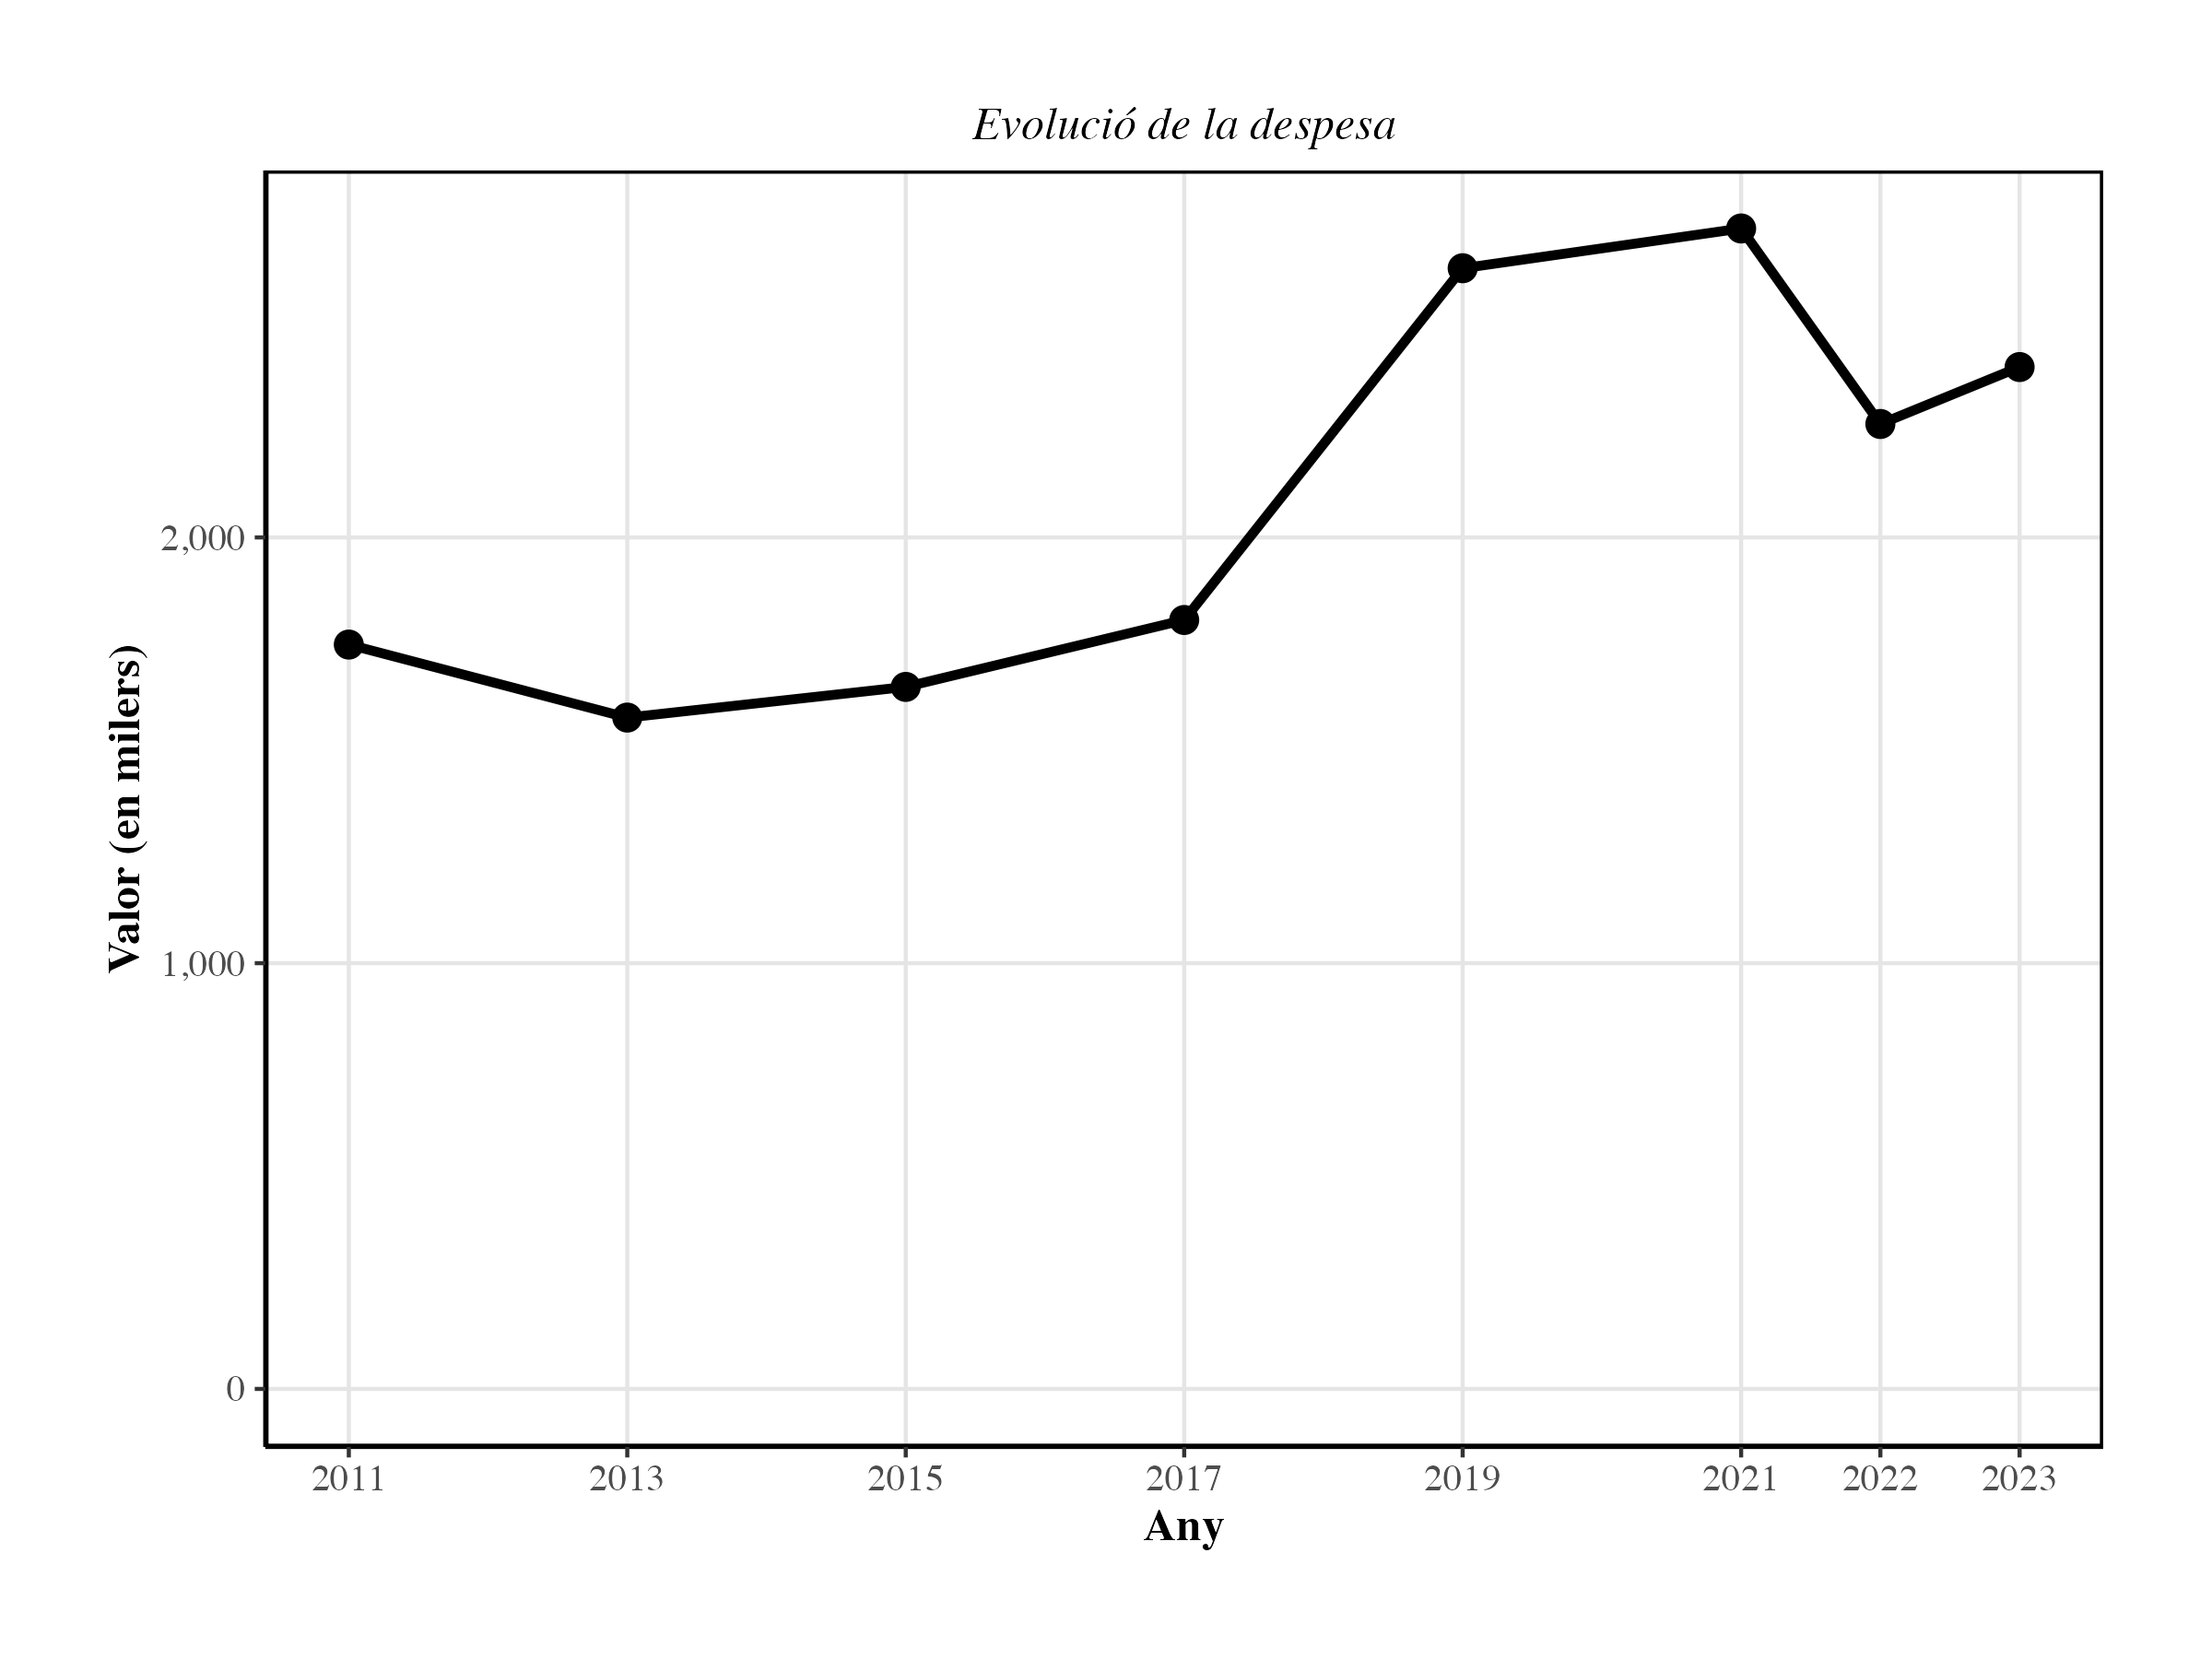 Evolució de la despesa
Valor (en milers)
2,000
1,000
0
2011 2013 2015 2017 2019 2021 2022 2023
Any